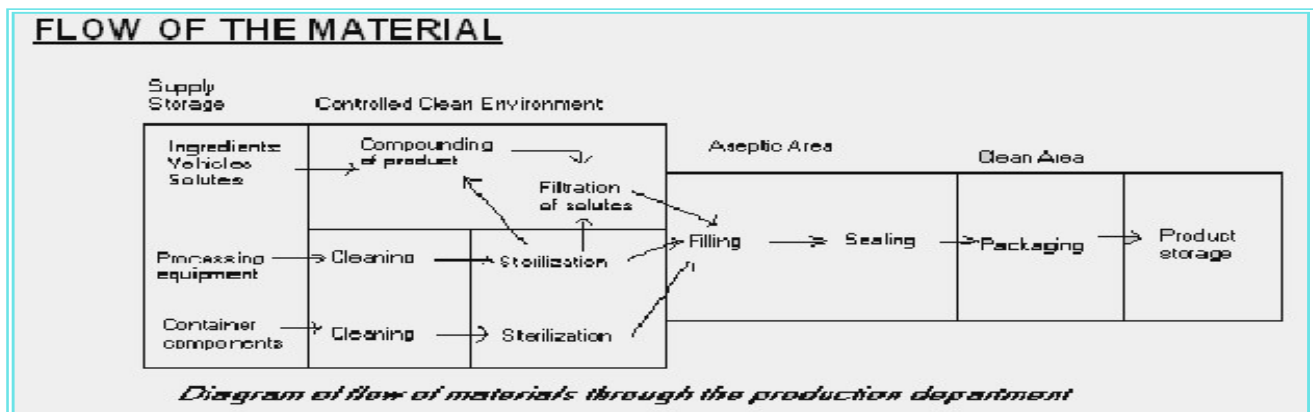 FLOW OF THE MATERIAL
Supply
Storage
Controlled Clean Environment
Aseptic Area
Clean Area
Ingredients
Vehicles
Solutes
Compounding
of product
Filtration
of solutes
Processing
equipment
Cleaning
Sterilization
Filling
Sealing
Packaging
Product
storage
Container
components
Cleaning
Sterilization
Diagram of flow of materials through the production department